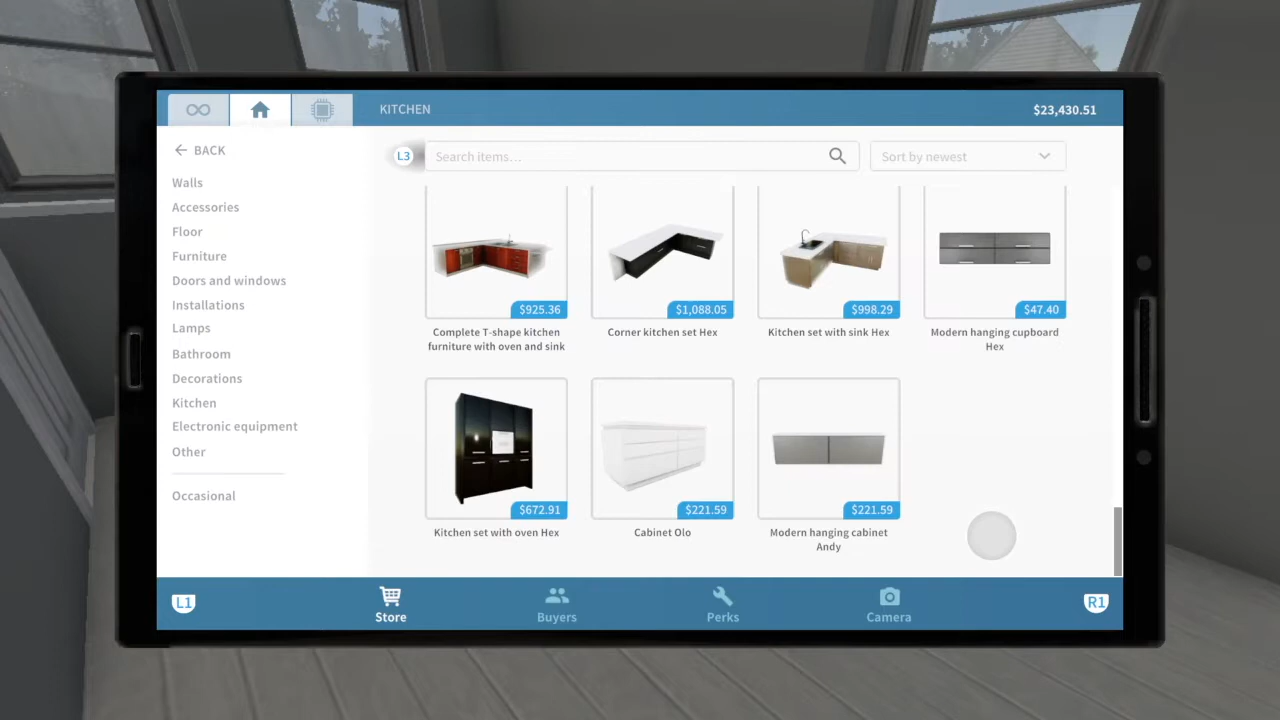 KITCHEN
$23,430.51
BACK
L3
Search items...
Sort by newest
Walls
Accessories
Floor
Furniture
Doors and windows
Installations
Lamps
Bathroom
Decorations
Kitchen
Electronic equipment
Other
Occasional
$925.36
$1,088.05
$998.29
$47.40
Complete T-shape kitchen
furniture with oven and sink
Corner kitchen set Hex
Kitchen set with sink Hex
Modern hanging cupboard
Hex
$672.91
$221.59
$221.59
Kitchen set with oven Hex
Cabinet Olo
Modern hanging cabinet
Andy
L1
Store
Buyers
Perks
Camera
R1